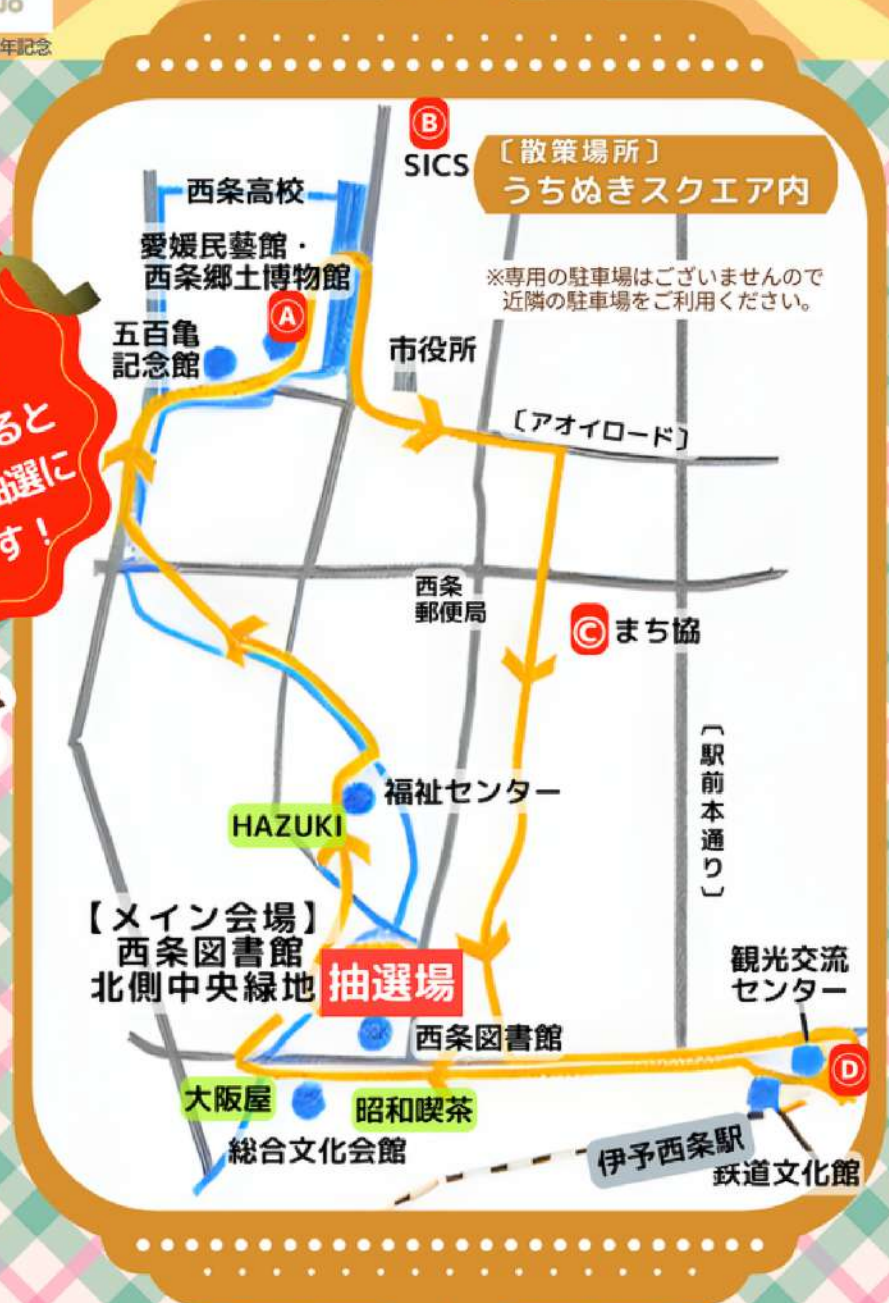 年記念
Ⓑ
SICS
〔散策場所〕
うちぬきスクエア内
※専用の駐車場はございませんので
近隣の駐車場をご利用ください。
西条高校
愛媛民藝館・
西条郷土博物館
Ⓐ
五百亀
記念館
市役所
〔アオイロード〕
ると
抽選に
す！
西条
郵便局
Ⓒ まち協
〔駅前本通り〕
福祉センター
HAZUKI
【メイン会場】
西条図書館
北側中央緑地
抽選場
西条図書館
観光交流
センター
Ⓓ
大阪屋
昭和喫茶
総合文化会館
伊予西条駅
鉄道文化館